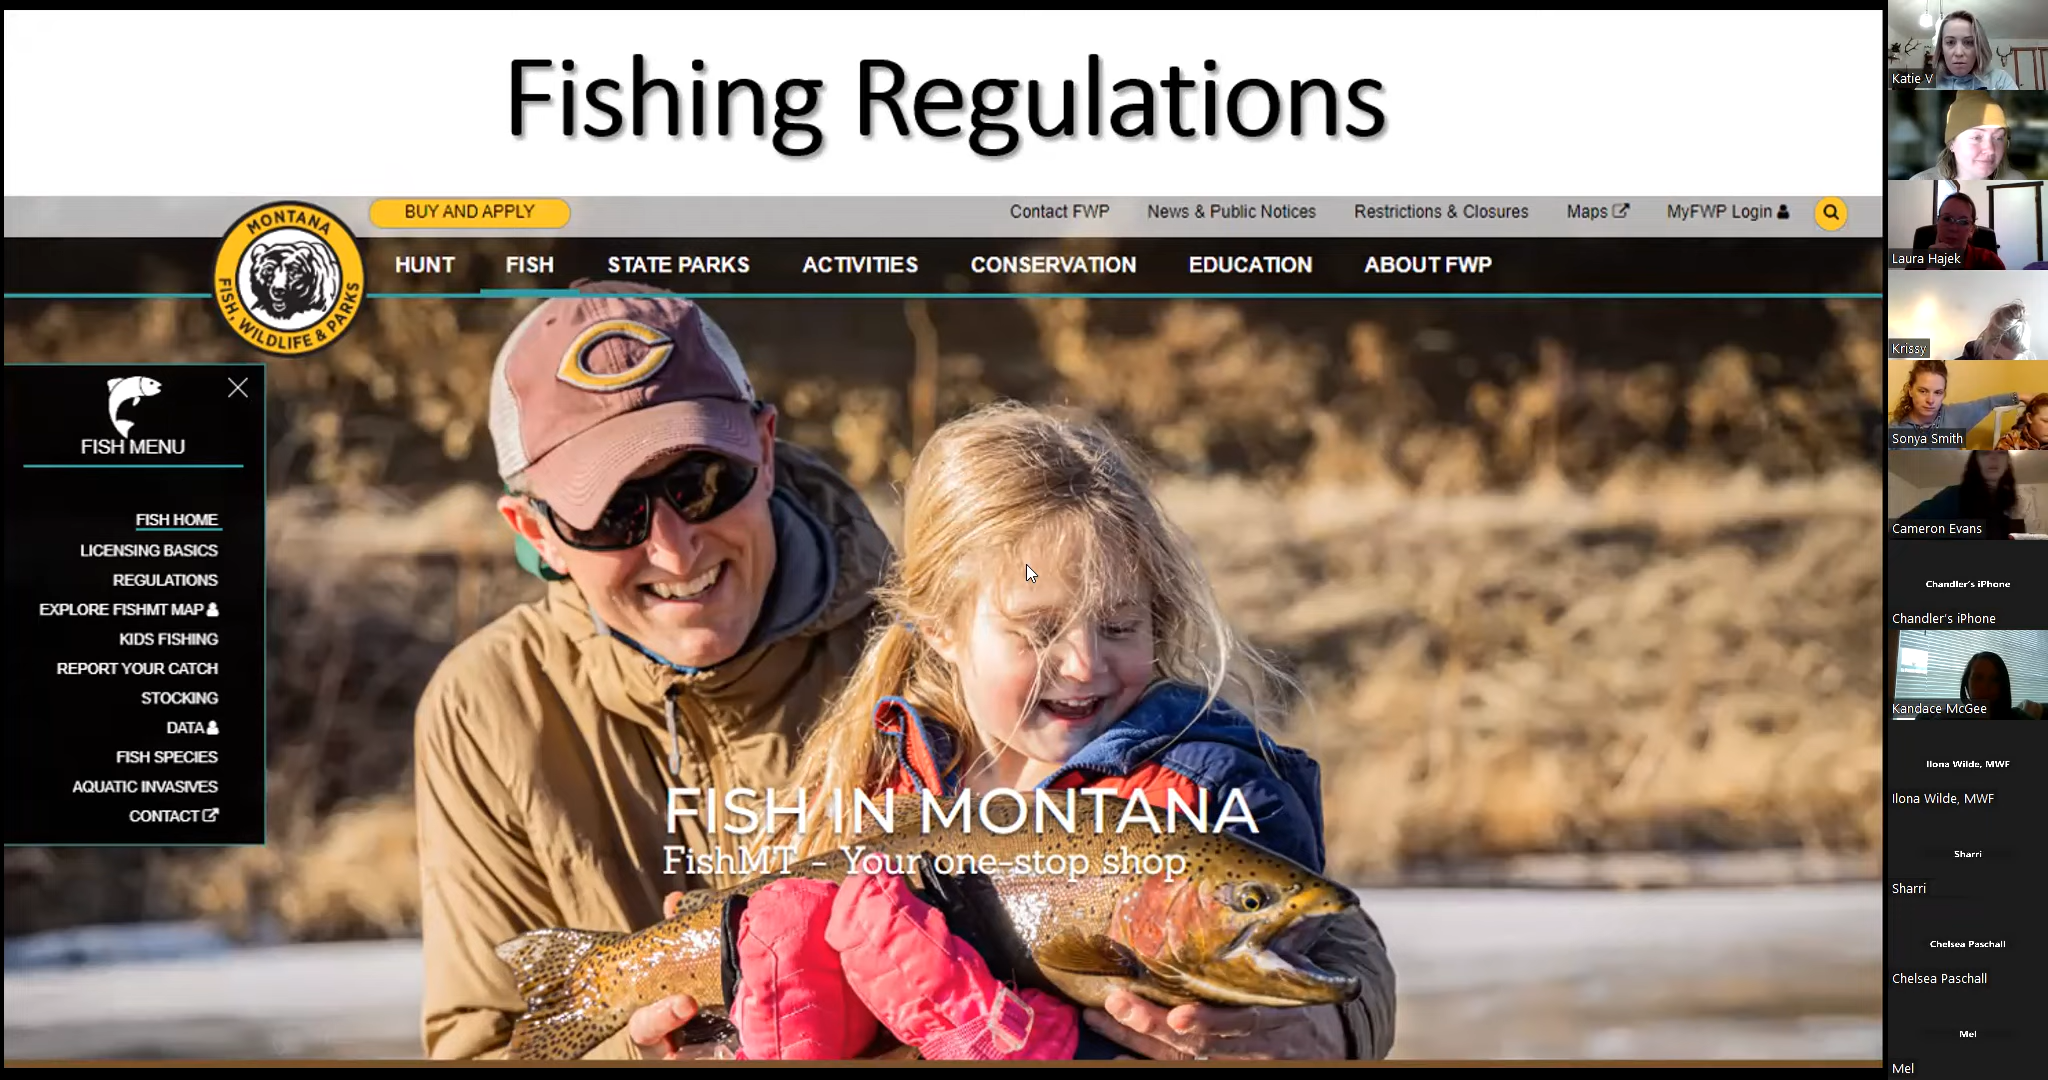 Fishing Regulations
BUY AND APPLY
Contact FWP
News & Public Notices
Restrictions & Closures
Maps
MyFWP Login
MONTANA
FISH, WILDLIFE & PARKS
HUNT
FISH
STATE PARKS
ACTIVITIES
CONSERVATION
EDUCATION
ABOUT FWP
C
FISH MENU
FISH HOME
LICENSING BASICS
REGULATIONS
EXPLORE FISHMT MAP
KIDS FISHING
REPORT YOUR CATCH
STOCKING
DATA
FISH SPECIES
AQUATIC INVASIVES
CONTACT
FISH IN MONTANA
FishMT - Your one-stop shop
Katie V
Laura Hajek
Krissy
Sonya Smith
Cameron Evans
Chandler's iPhone
Chandler's iPhone
Kandace McGee
Ilona Wilde, MWF
Ilona Wilde, MWF
Sharri
Sharri
Chelsea Paschall
Chelsea Paschall
Mel
Mel